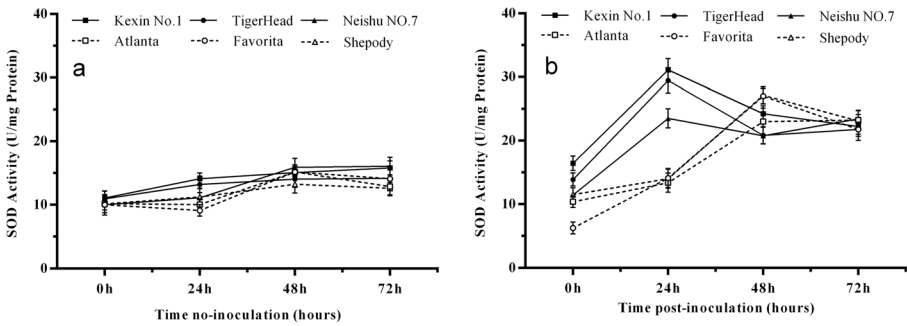 a
Kexin No.1 TigerHead Neishu NO.7
Atlanta Favorita Shepody
SOD Activity (U/mg Protein)
40
30
20
10
0
0h 24h 48h 72h
Time no-inoculation (hours)
b
Kexin No.1 TigerHead Neishu NO.7
Atlanta Favorita Shepody
SOD Activity (U/mg Protein)
40
30
20
10
0
0h 24h 48h 72h
Time post-inoculation (hours)